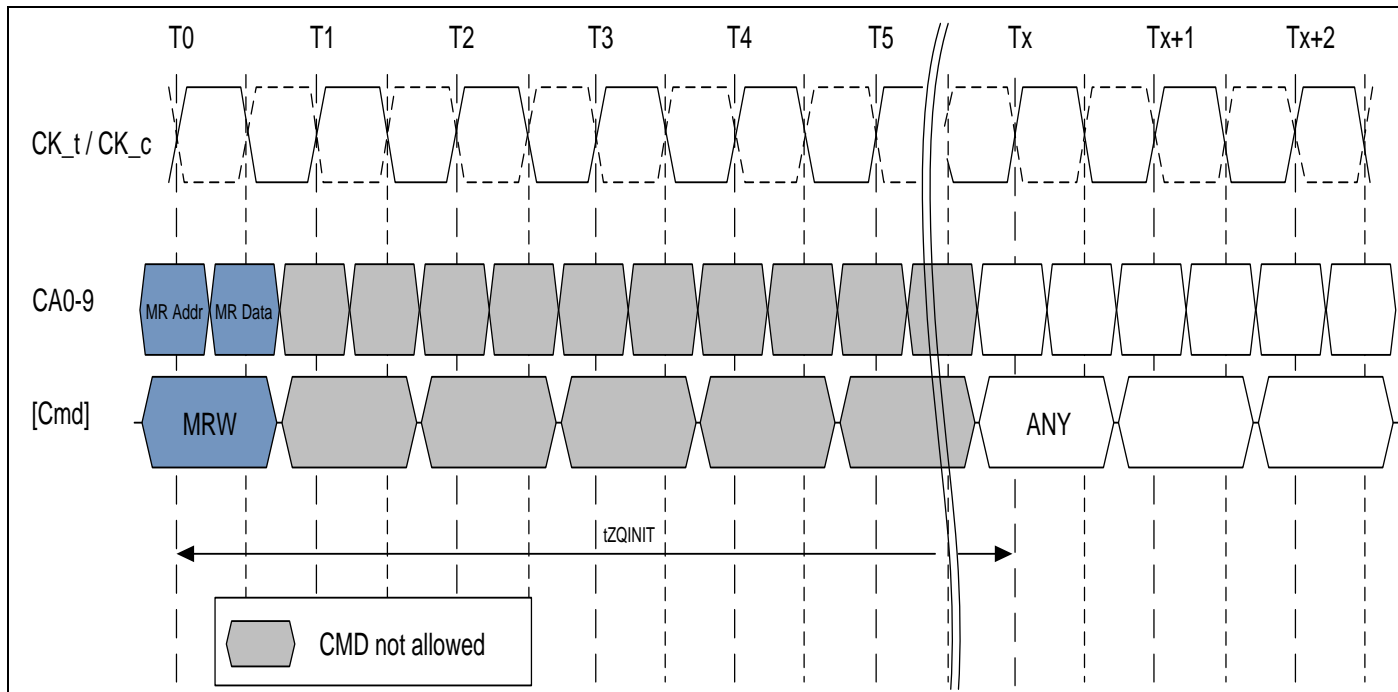 T0 T1 T2 T3 T4 T5 Tx Tx+1 Tx+2
CK_t / CK_c
CA0-9 MR Addr MR Data
[Cmd] MRW ANY
tZQINIT
CMD not allowed